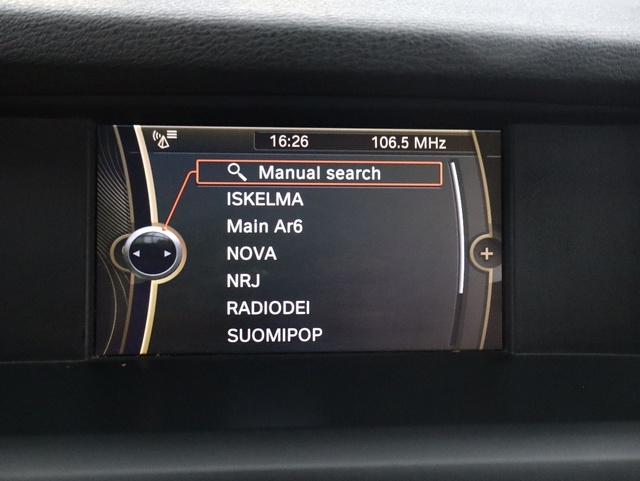 16:26 106.5 MHz
Manual search
ISKELMA
Main Ar6
NOVA
NRJ
RADIODEI
SUOMIPOP